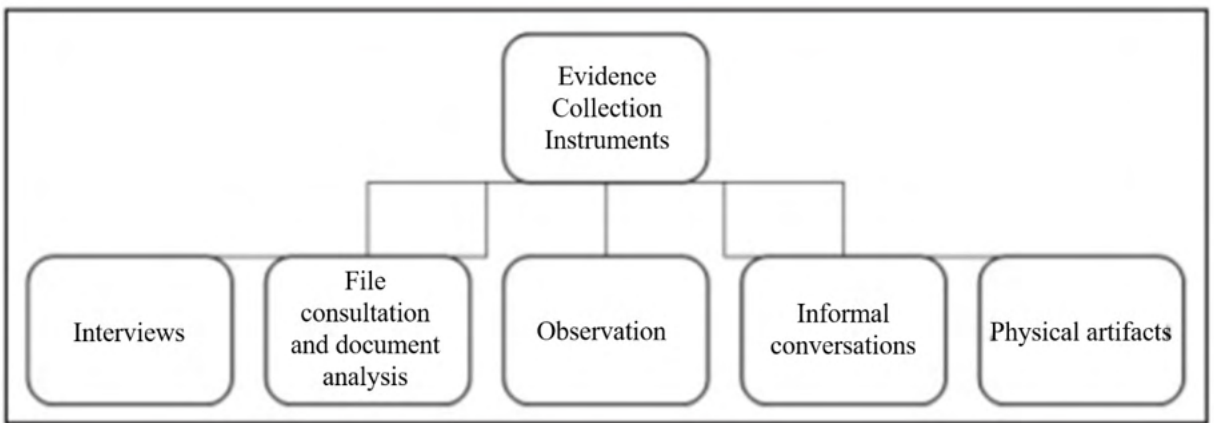 Evidence
Collection
Instruments
Interviews
File
consultation
and document
analysis
Observation
Informal
conversations
Physical artifacts